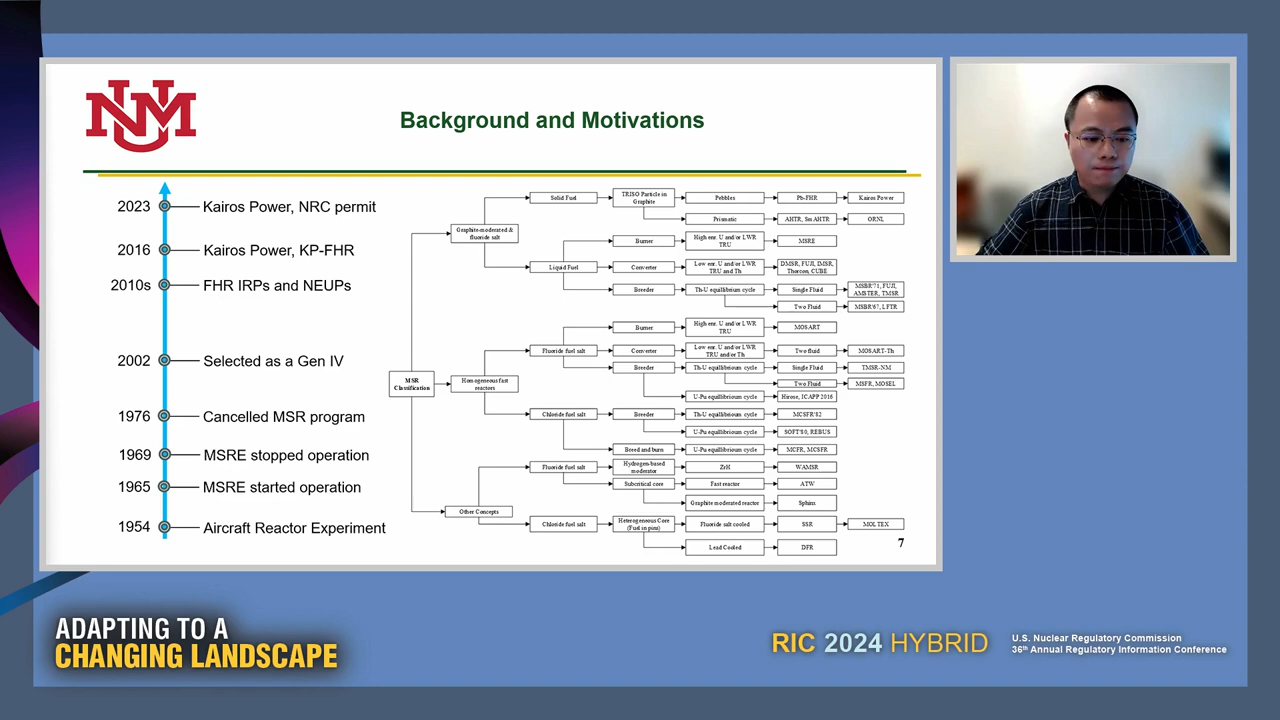 UNM
Background and Motivations
2023
Kairos Power, NRC permit
2016
Kairos Power, KP-FHR
2010s
FHR IRPs and NEUPs
2002
Selected as a Gen IV
1976
Cancelled MSR program
1969
MSRE stopped operation
1965
MSRE started operation
1954
Aircraft Reactor Experiment
MSR
Classification
Graphite-moderated &
fluoride salt
Solid Fuel
TRISO Particle in
Graphite
Pebbles
Pb-FHR
Kairos Power
Prismatic
AHTR, SmAHTR
ORNL
Liquid Fuel
Burner
High enr. U and/or LWR
TRU
MSRE
Converter
Low enr. U and/or LWR
TRU and Th
DMSR, FUJI, IMSR,
Thorcon, CUBE
Breeder
Th-U equilibrium cycle
Single Fluid
MSBR'71, FUJI,
AMSTER, TMSR
Two Fluid
MSBR'67, LFTR
Homogeneous fast
reactors
Fluoride fuel salt
Burner
High enr. U and/or LWR
TRU
MOSART
Converter
Low enr. U and/or LWR
TRU and/or Th
Two fluid
MOSART-Th
Breeder
Th-U equilibrium cycle
Single Fluid
TMSR-NM
Two Fluid
MSFR, MOSEL
U-Pu equilibrium cycle
Hirose, ICAPP 2016
Chloride fuel salt
Breeder
Th-U equilibrium cycle
MCSFR'82
U-Pu equilibrium cycle
SOFT'80, REBUS
Breed and burn
U-Pu equilibrium cycle
MCFR, MCSFR
Other Concepts
Fluoride fuel salt
Hydrogen-based
moderator
ZrH
WAMSR
Subcritical core
Fast reactor
ATW
Graphite moderated reactor
Sphinx
Chloride fuel salt
Heterogeneous Core
(Fuel in pins)
Fluoride salt cooled
SSR
MOLTEX
Lead Cooled
DFR
7
ADAPTING TO A
CHANGING LANDSCAPE
RIC 2024 HYBRID
U.S. Nuclear Regulatory Commission
36th Annual Regulatory Information Conference